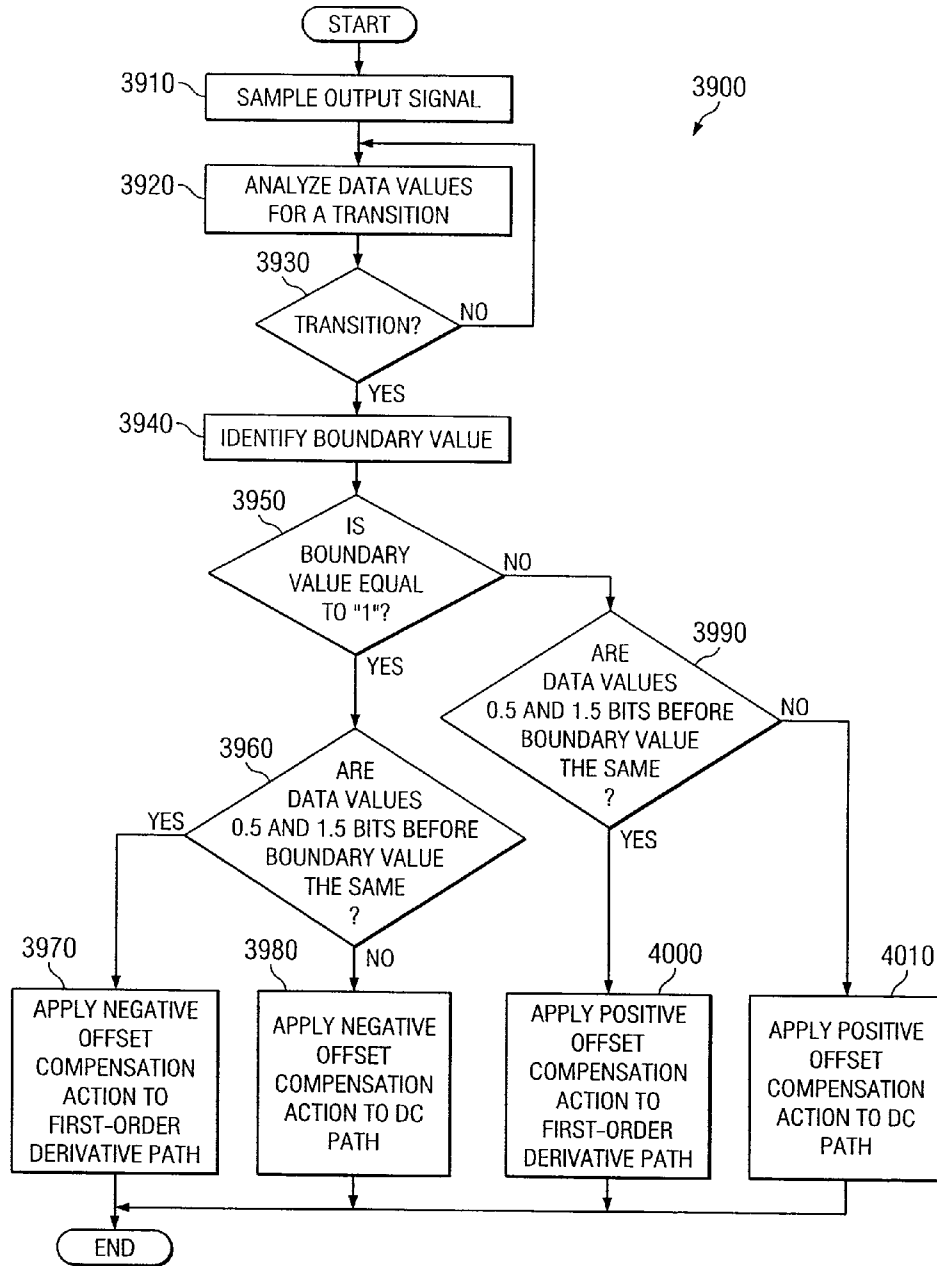 START
3910
SAMPLE OUTPUT SIGNAL
3900
3920
ANALYZE DATA VALUES
FOR A TRANSITION
3930
TRANSITION?
NO
YES
3940
IDENTIFY BOUNDARY VALUE
3950
IS
BOUNDARY
VALUE EQUAL
TO "1"?
NO
YES
3990
ARE
DATA VALUES
0.5 AND 1.5 BITS BEFORE
BOUNDARY VALUE
THE SAME
?
NO
YES
3960
ARE
DATA VALUES
0.5 AND 1.5 BITS BEFORE
BOUNDARY VALUE
THE SAME
?
YES
NO
3970
APPLY NEGATIVE
OFFSET
COMPENSATION
ACTION TO
FIRST-ORDER
DERIVATIVE PATH
3980
APPLY NEGATIVE
OFFSET
COMPENSATION
ACTION TO DC
PATH
4000
APPLY POSITIVE
OFFSET
COMPENSATION
ACTION TO
FIRST-ORDER
DERIVATIVE PATH
4010
APPLY POSITIVE
OFFSET
COMPENSATION
ACTION TO DC
PATH
END